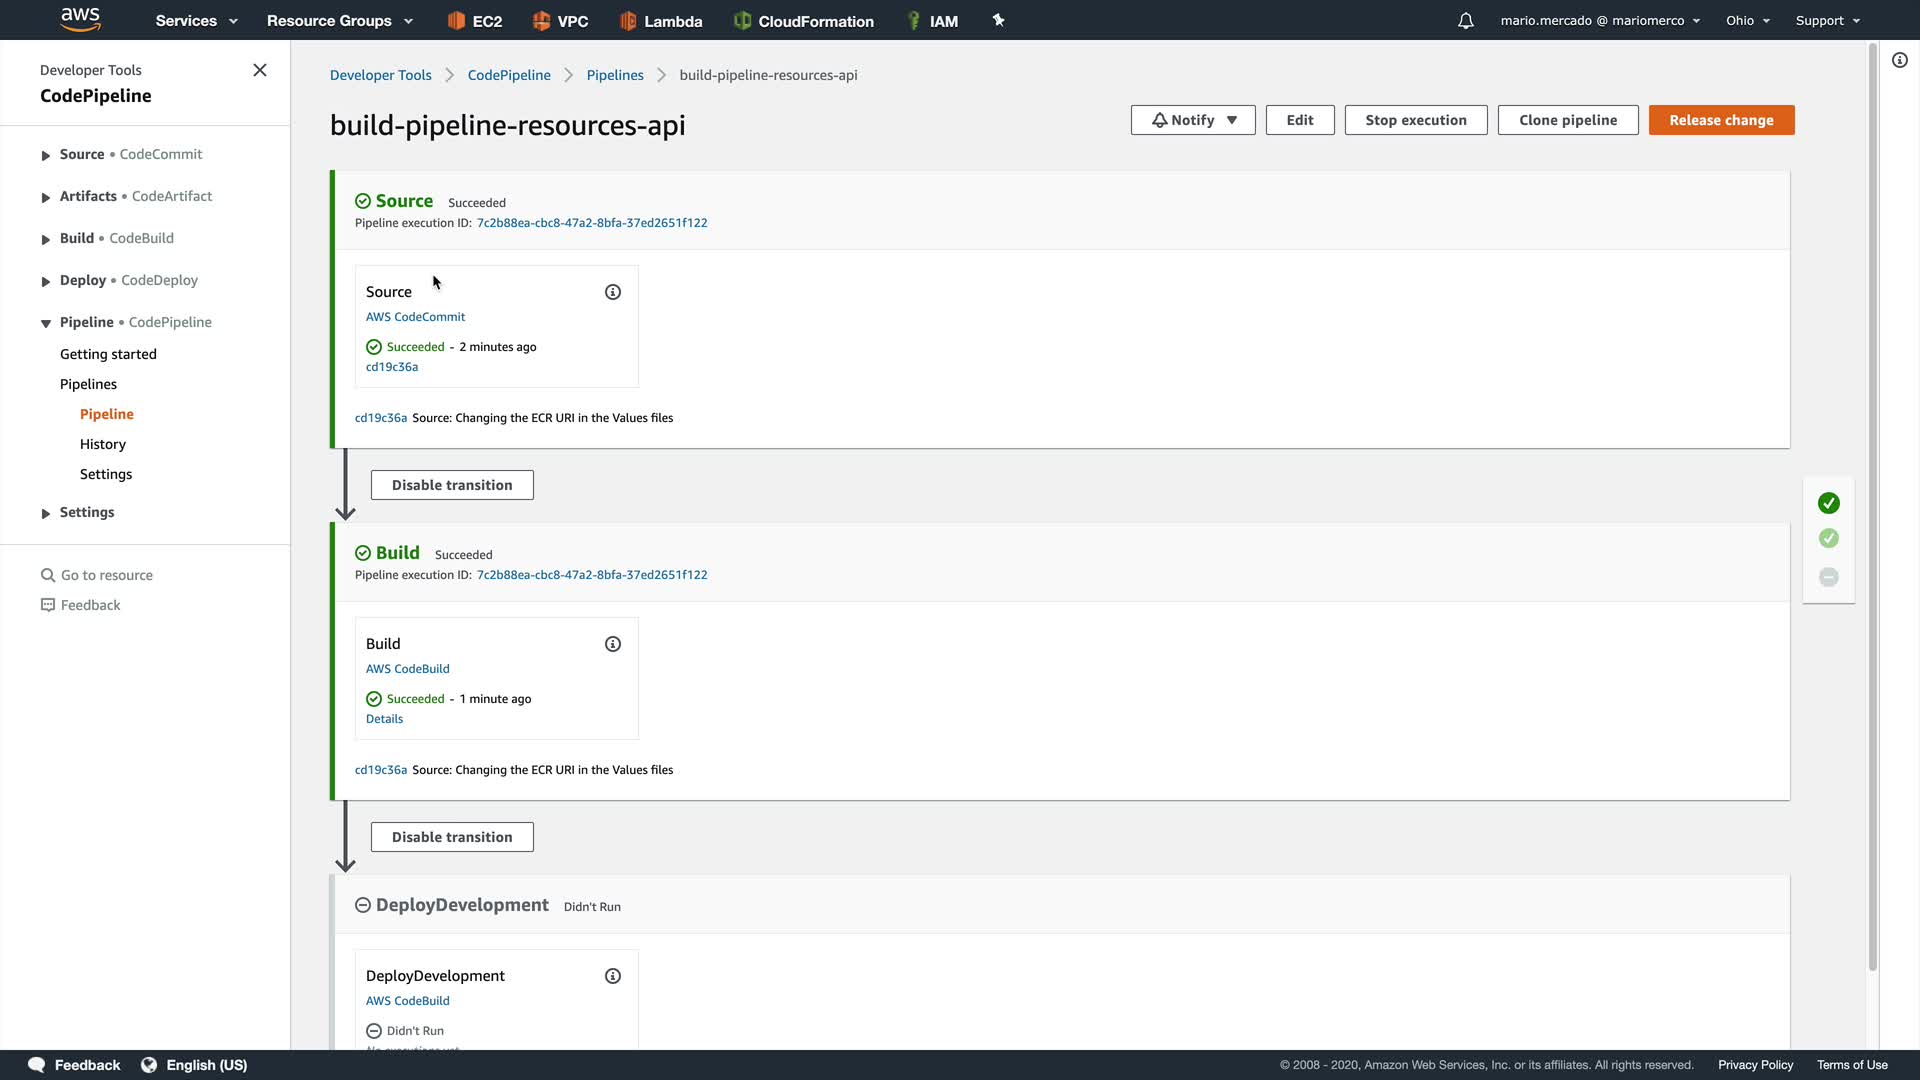 aws
Services
Resource Groups
EC2
VPC
Lambda
CloudFormation
IAM
mario.mercado @ mariomerco
Ohio
Support
Developer Tools
CodePipeline
Source • CodeCommit
Artifacts • CodeArtifact
Build • CodeBuild
Deploy • CodeDeploy
Pipeline • CodePipeline
Getting started
Pipelines
Pipeline
History
Settings
Settings
Go to resource
Feedback
Developer Tools
CodePipeline
Pipelines
build-pipeline-resources-api
build-pipeline-resources-api
Notify
Edit
Stop execution
Clone pipeline
Release change
Source Succeeded
Pipeline execution ID: 7c2b88ea-cbc8-47a2-8bfa-37ed2651f122
Source
AWS CodeCommit
Succeeded - 2 minutes ago
cd19c36a
cd19c36a Source: Changing the ECR URI in the Values files
Disable transition
Build Succeeded
Pipeline execution ID: 7c2b88ea-cbc8-47a2-8bfa-37ed2651f122
Build
AWS CodeBuild
Succeeded - 1 minute ago
Details
cd19c36a Source: Changing the ECR URI in the Values files
Disable transition
DeployDevelopment Didn't Run
DeployDevelopment
AWS CodeBuild
Didn't Run
Feedback
English (US)
© 2008 - 2020, Amazon Web Services, Inc. or its affiliates. All rights reserved.
Privacy Policy
Terms of Use